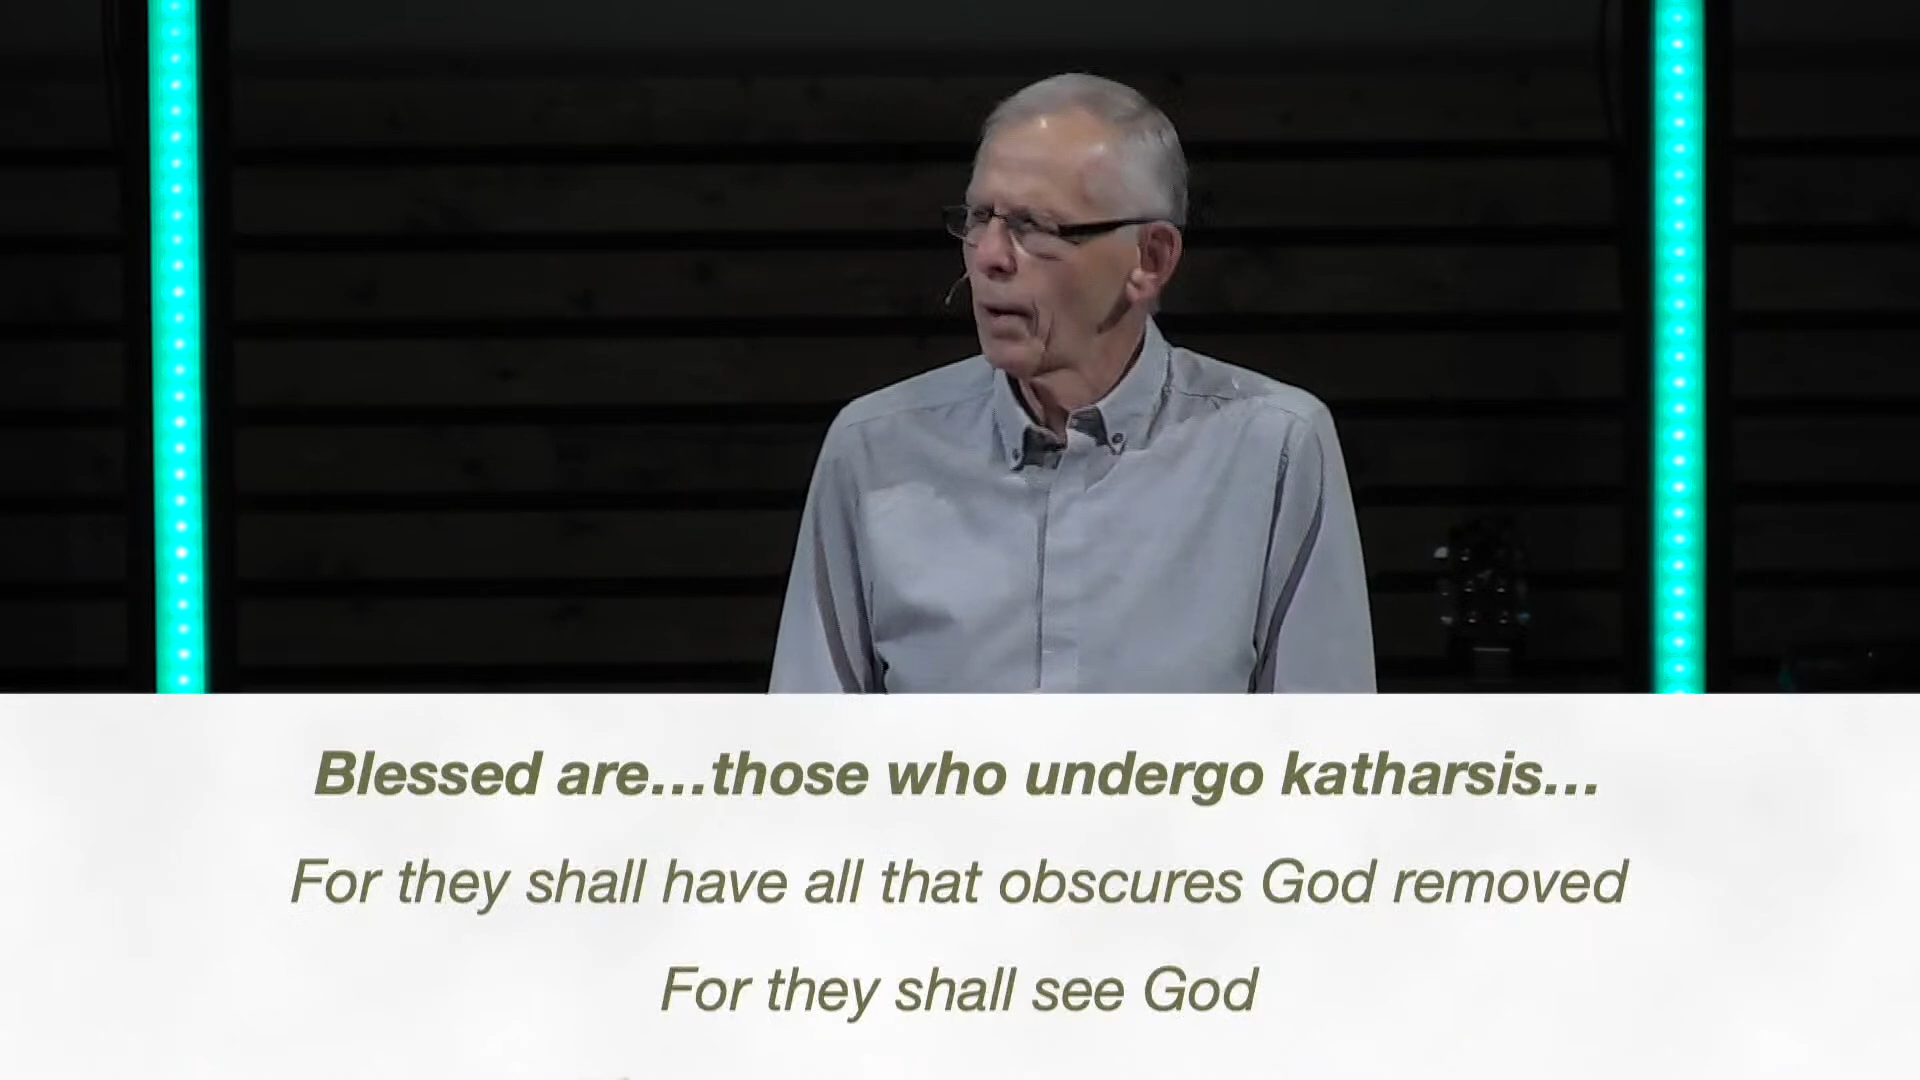 Blessed are...those who undergo katharsis...
For they shall have all that obscures God removed
For they shall see God